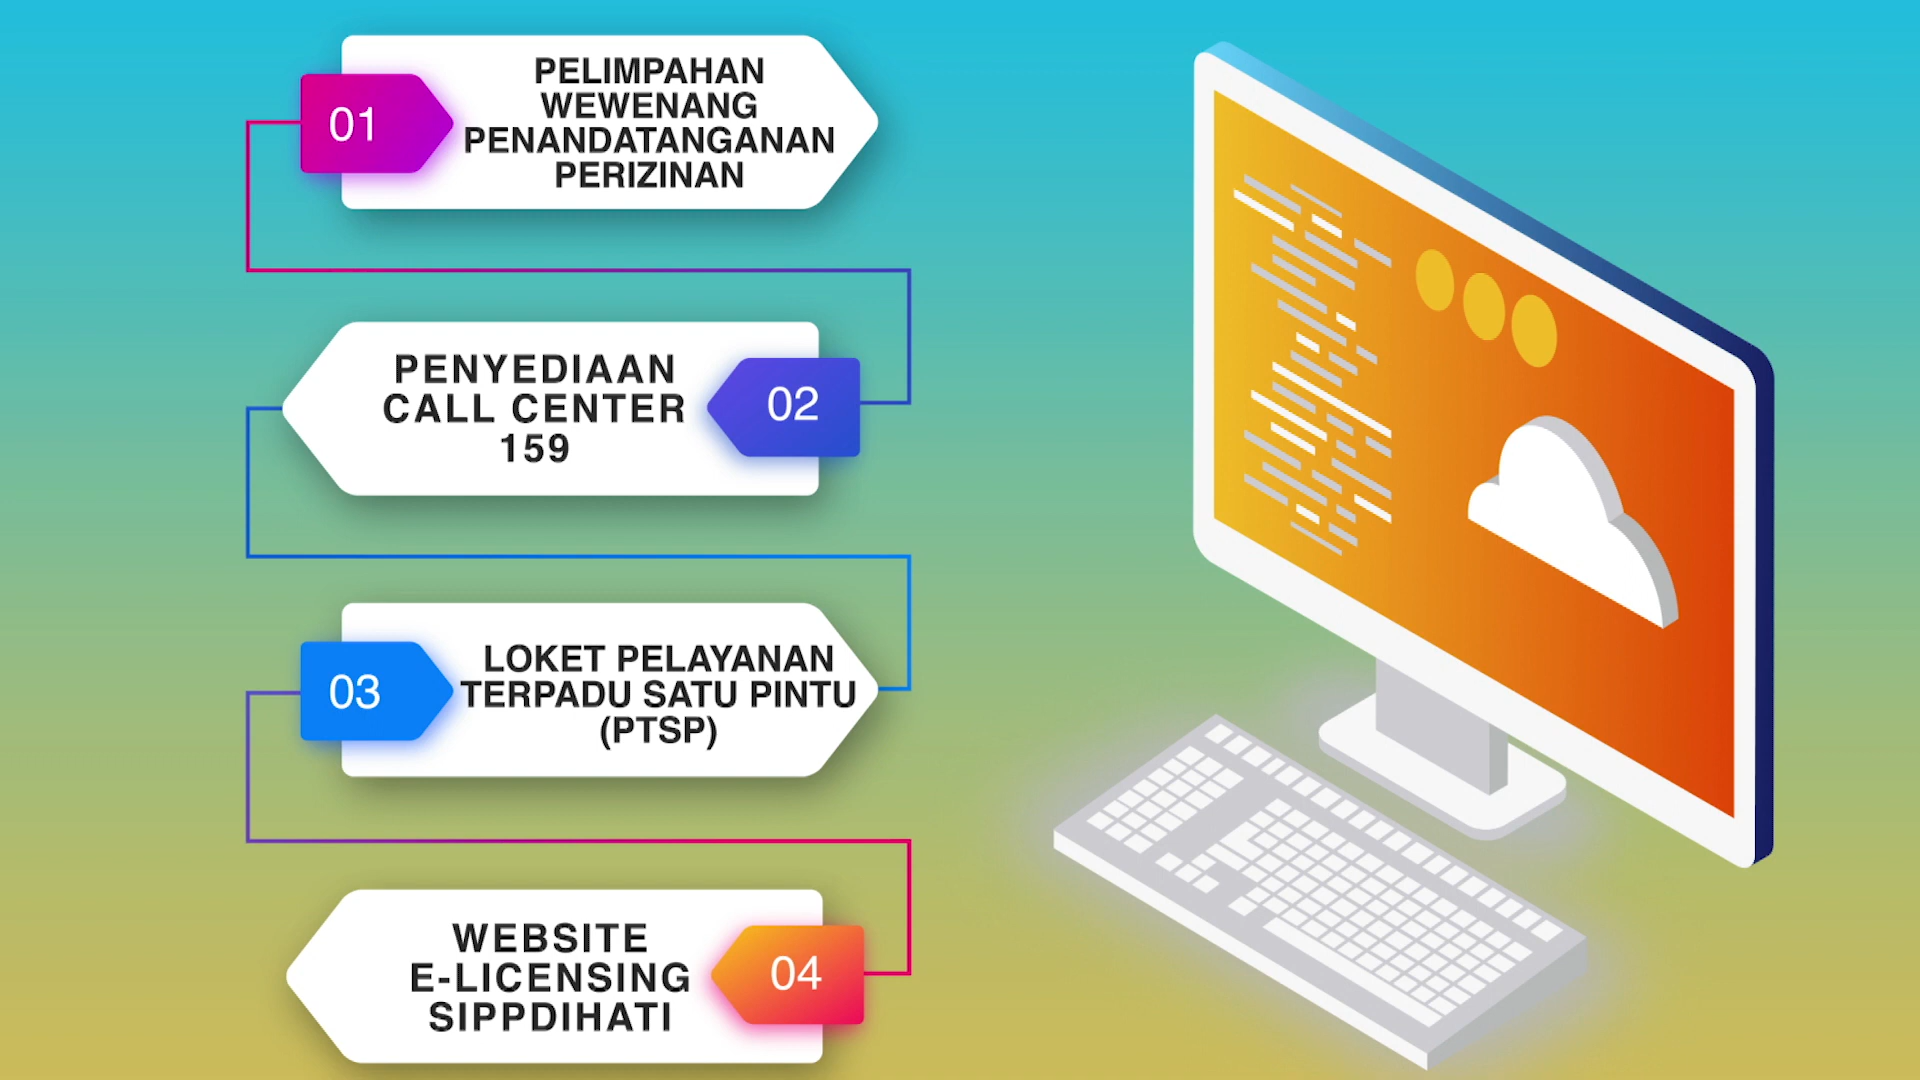 01
PELIMPAHAN
WEWENANG
PENANDATANGANAN
PERIZINAN
PENYEDIAAN
CALL CENTER
159
02
03
LOKET PELAYANAN
TERPADU SATU PINTU
(PTSP)
WEBSITE
E-LICENSING
SIPPDIHATI
04